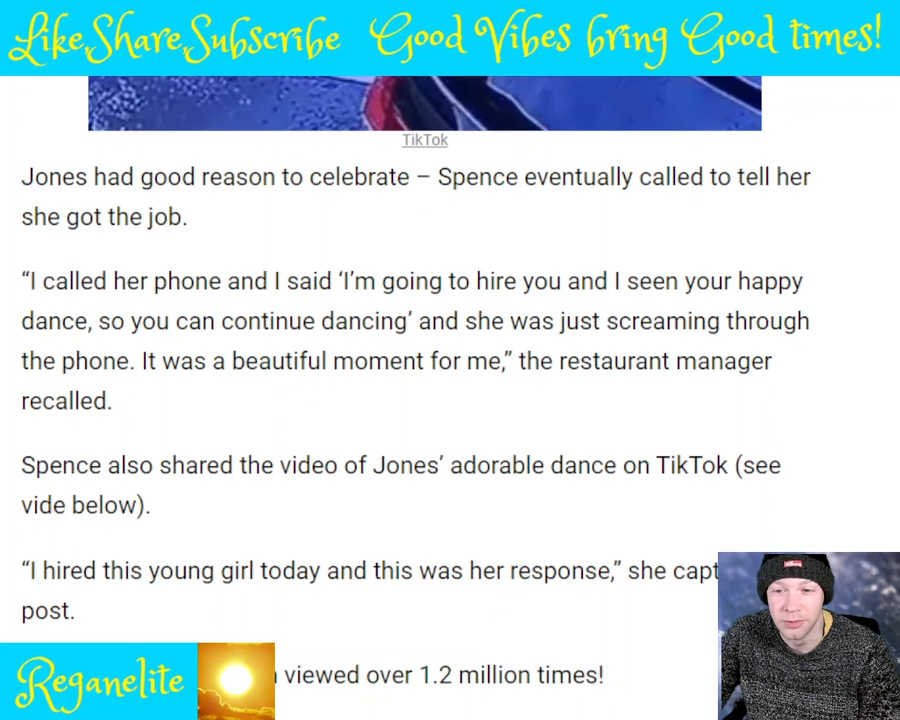 Like,Share,Subscribe Good Vibes bring Good times!
TikTok
Jones had good reason to celebrate – Spence eventually called to tell her
she got the job.
“I called her phone and I said ‘I’m going to hire you and I seen your happy
dance, so you can continue dancing’ and she was just screaming through
the phone. It was a beautiful moment for me,” the restaurant manager
recalled.
Spence also shared the video of Jones’ adorable dance on TikTok (see
vide below).
“I hired this young girl today and this was her response,” she capt
post.
viewed over 1.2 million times!
Reganelite